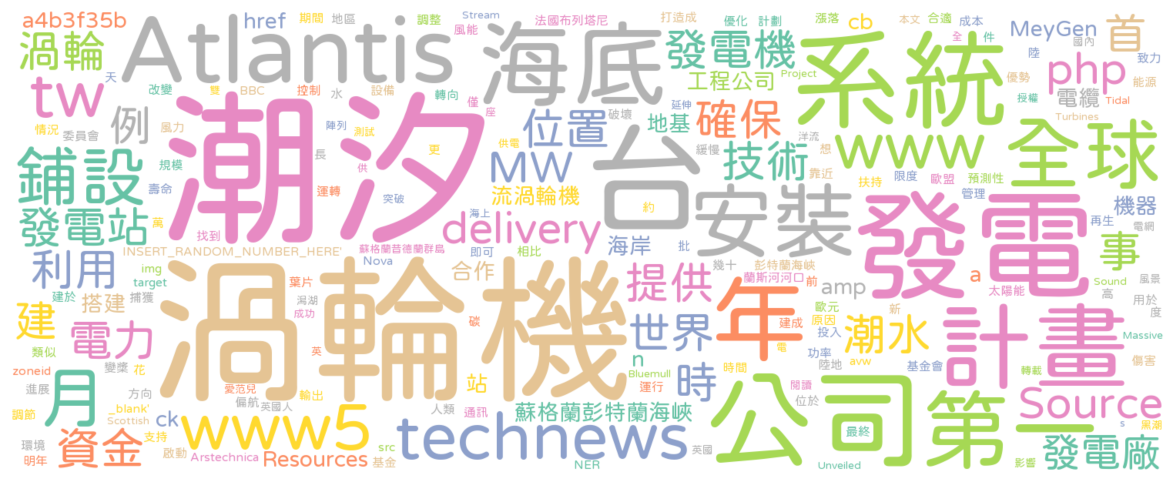 a4b3f35b
href
期間
地區
調整
Stream
法國布列塔尼
打造成
優化
計劃
漲落
本文
合適
成本
渦輪
Atlantis
海底
風能
發電機
系統
cb
全
件
MeyGen
陸
國內
首
致力
tw
天
改變
雙
BBC
控制
水
設備
轉向
僅
座
工程公司
Project
優勢
php
能源
授權
電纜
Tidal
Turbines
例
情況
委員會
風力
陣列
測試
供電
位置
破壞
延伸
地基
確保
洋流
緩慢
想
www
全球
鋪設
潮汐
規模
長
更
MW
台
技術
靠近
扶持
限度
歐盟
預測性
管理
壽命
運轉
供
突破
流渦輪機
約
安裝
發電
再生
機器
電網
發電站
萬
找到
delivery
海上
海岸
批
INSERT_RANDOM_NUMBER_HERE'
蘇格蘭昔德蘭群島
即可
相比
事
風景
利用
img
target
Nova
合作
幾十
彭特蘭海峽
蘭斯河河口
前
a
太陽能
Sound
高
用於
度
建於
捕獲
葉片
潟湖
成功
渦輪機
提供
年
amp
歐元
新
原因
建
搭建
碳
英
世界
建成
投入
潮水
計畫
Massive
電力
類似
變槳
花
站
n
Bluemull
時
時間
電
功率
陸地
基金會
傷害
zoneid
進展
方向
愛范兒
偏航
英國人
運行
avw
閱讀
位於
轉載
月
調節
_blank'
Scottish
ck
www5
輸出
人類
通訊
蘇格蘭彭特蘭海峽
公司
最終
第一
Source
s
黑潮
環境
明年
資金
支持
啟動
Arstechnica
Resources
src
基金
technews
NER
英國
Unveiled
影響
發電廠